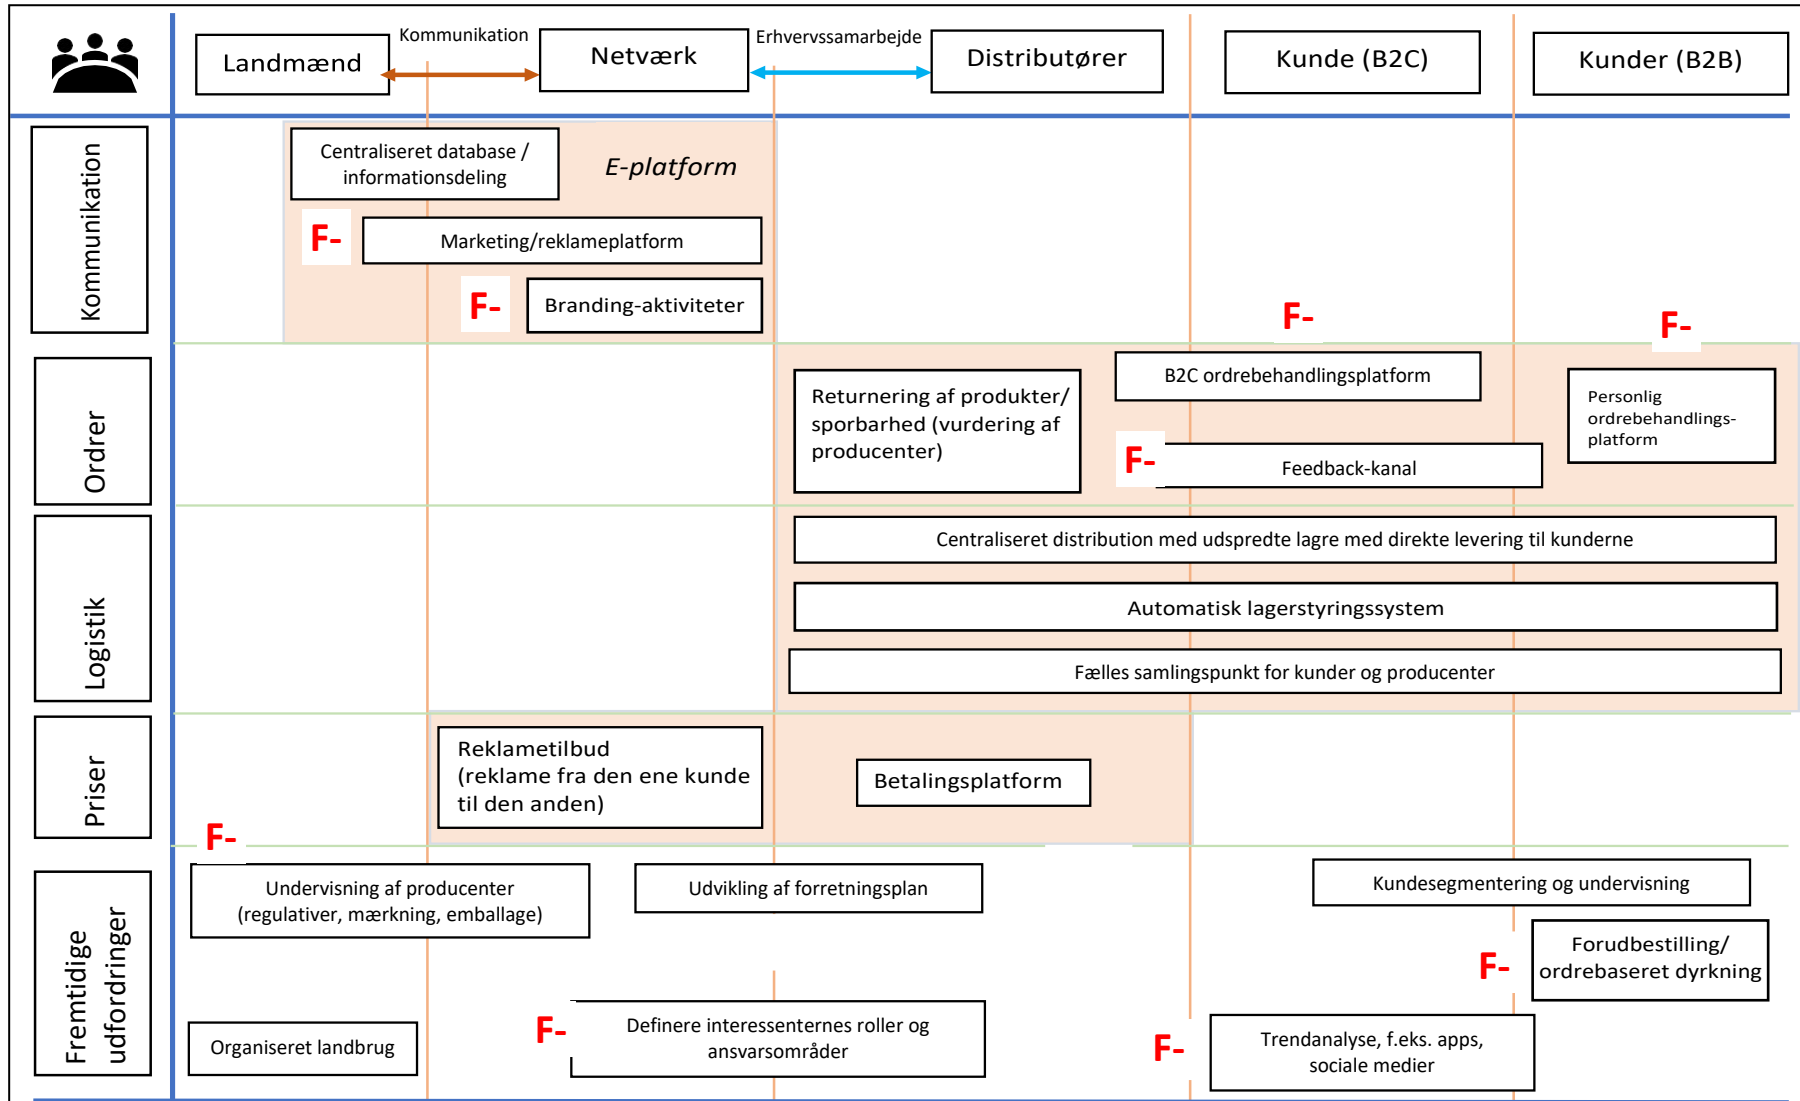 Landmænd
Kommunikation
Netværk
Erhvervssamarbejde
Distributører
Kunde (B2C)
Kunder (B2B)
Kommunikation
Centraliseret database /
informationsdeling
E-platform
F-
Marketing/reklameplatform
F-
Branding-aktiviteter
F-
F-
Ordrer
Returnering af produkter/
sporbarhed (vurdering af
producenter)
B2C ordrebehandlingsplatform
F-
Feedback-kanal
Personlig
ordrebehandlings-
platform
Logistik
Centraliseret distribution med udspredte lagre med direkte levering til kunderne
Automatisk lagerstyringssystem
Fælles samlingspunkt for kunder og producenter
Priser
Reklametilbud
(reklame fra den ene kunde
til den anden)
Betalingsplatform
F-
Fremtidige
udfordringer
Undervisning af producenter
(regulativer, mærkning, emballage)
Udvikling af forretningsplan
Kundesegmentering og undervisning
F-
Forudbestilling/
ordrebaseret dyrkning
Organiseret landbrug
F-
Definere interessenternes roller og
ansvarsområder
F-
Trendanalyse, f.eks. apps,
sociale medier